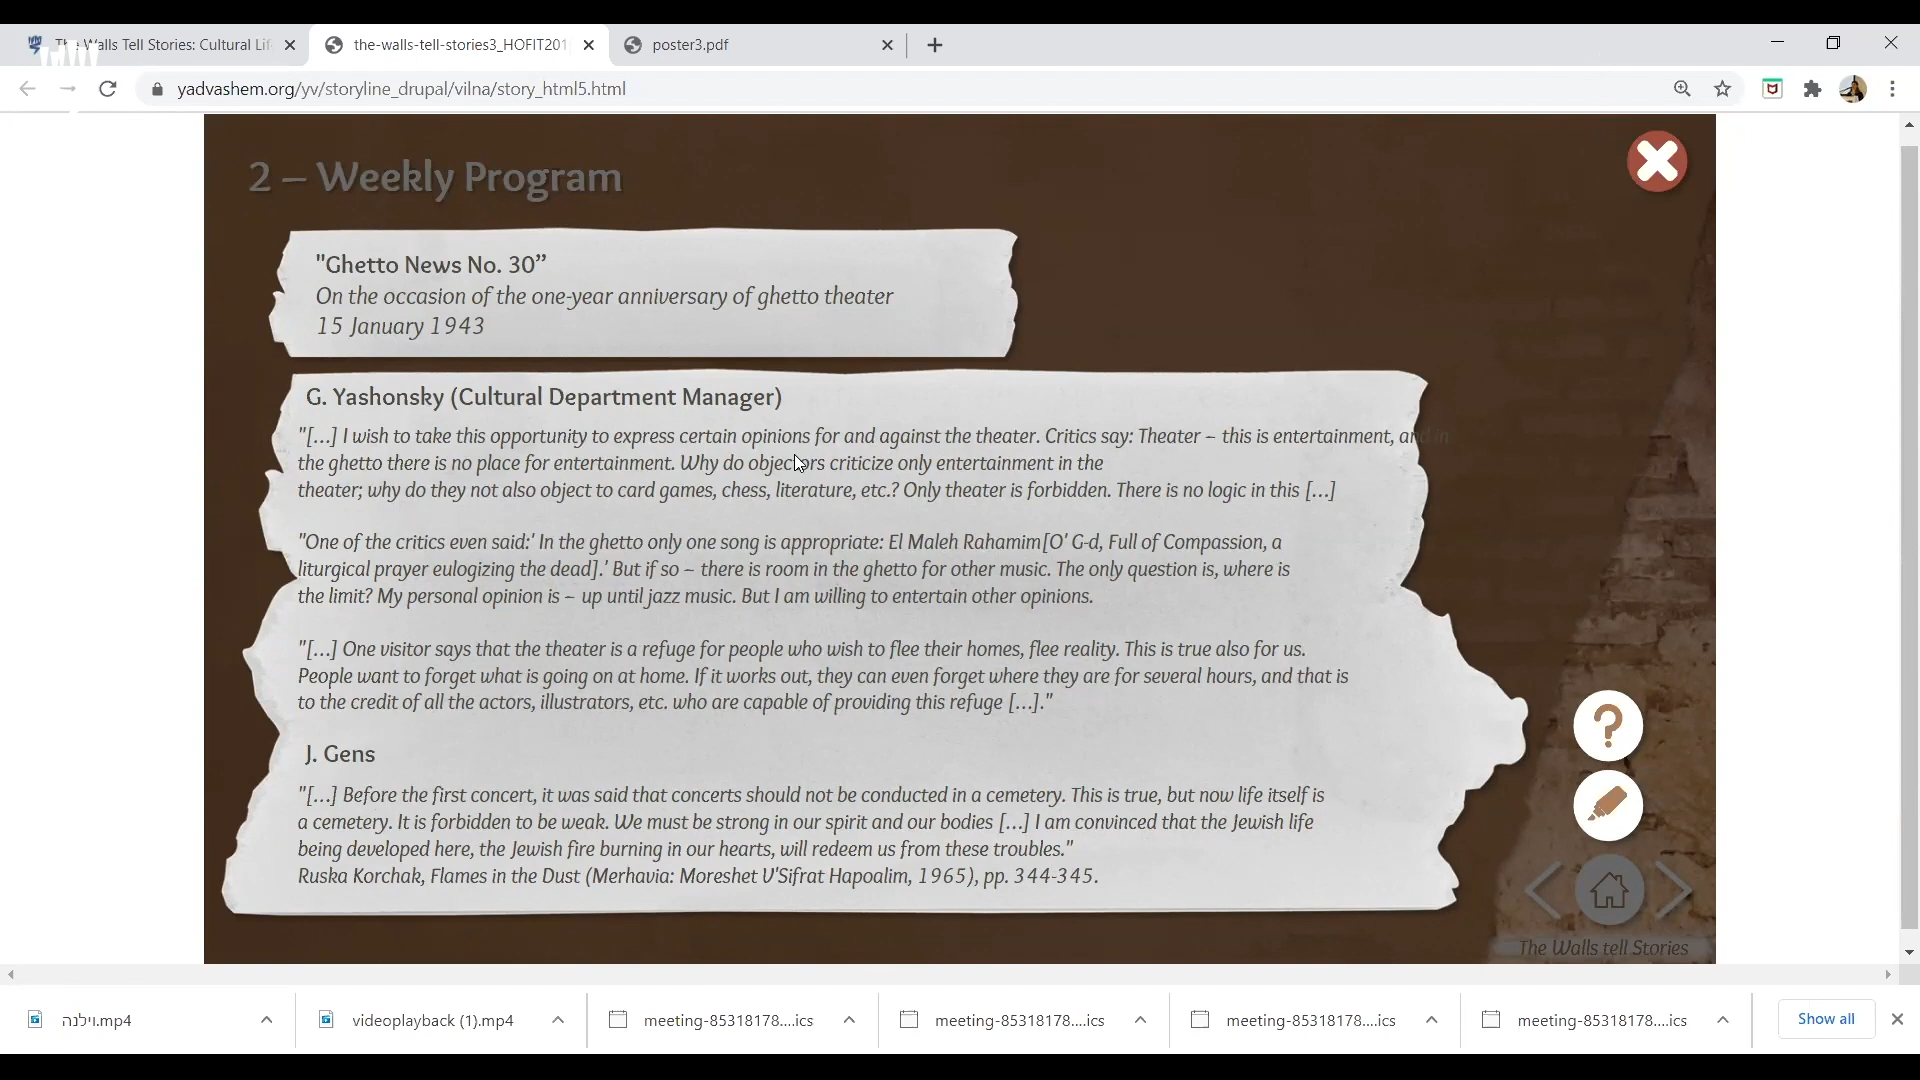 The Walls Tell Stories: Cultural Lif
the-walls-tell-stories3_HOFIT201
poster3.pdf
yadvashem.org/yv/storyline_drupal/vilna/story_html5.html
2 – Weekly Program
"Ghetto News No. 30”
On the occasion of the one-year anniversary of ghetto theater
15 January 1943
G. Yashonsky (Cultural Department Manager)
"[...] I wish to take this opportunity to express certain opinions for and against the theater. Critics say: Theater – this is entertainment, and in
the ghetto there is no place for entertainment. Why do objectors criticize only entertainment in the
theater; why do they not also object to card games, chess, literature, etc.? Only theater is forbidden. There is no logic in this [...]
"One of the critics even said:' In the ghetto only one song is appropriate: El Maleh Rahamim[O' G-d, Full of Compassion, a
liturgical prayer eulogizing the dead].' But if so – there is room in the ghetto for other music. The only question is, where is
the limit? My personal opinion is – up until jazz music. But I am willing to entertain other opinions.
"[...] One visitor says that the theater is a refuge for people who wish to flee their homes, flee reality. This is true also for us.
People want to forget what is going on at home. If it works out, they can even forget where they are for several hours, and that is
to the credit of all the actors, illustrators, etc. who are capable of providing this refuge [...]."
J. Gens
"[...] Before the first concert, it was said that concerts should not be conducted in a cemetery. This is true, but now life itself is
a cemetery. It is forbidden to be weak. We must be strong in our spirit and our bodies [...] I am convinced that the Jewish life
being developed here, the Jewish fire burning in our hearts, will redeem us from these troubles."
Ruska Korchak, Flames in the Dust (Merhavia: Moreshet U'Sifrat Hapoalim, 1965), pp. 344-345.
?
The Walls tell Stories
וילנה.mp4
videoplayback (1).mp4
meeting-85318178....ics
meeting-85318178....ics
meeting-85318178....ics
meeting-85318178....ics
Show all